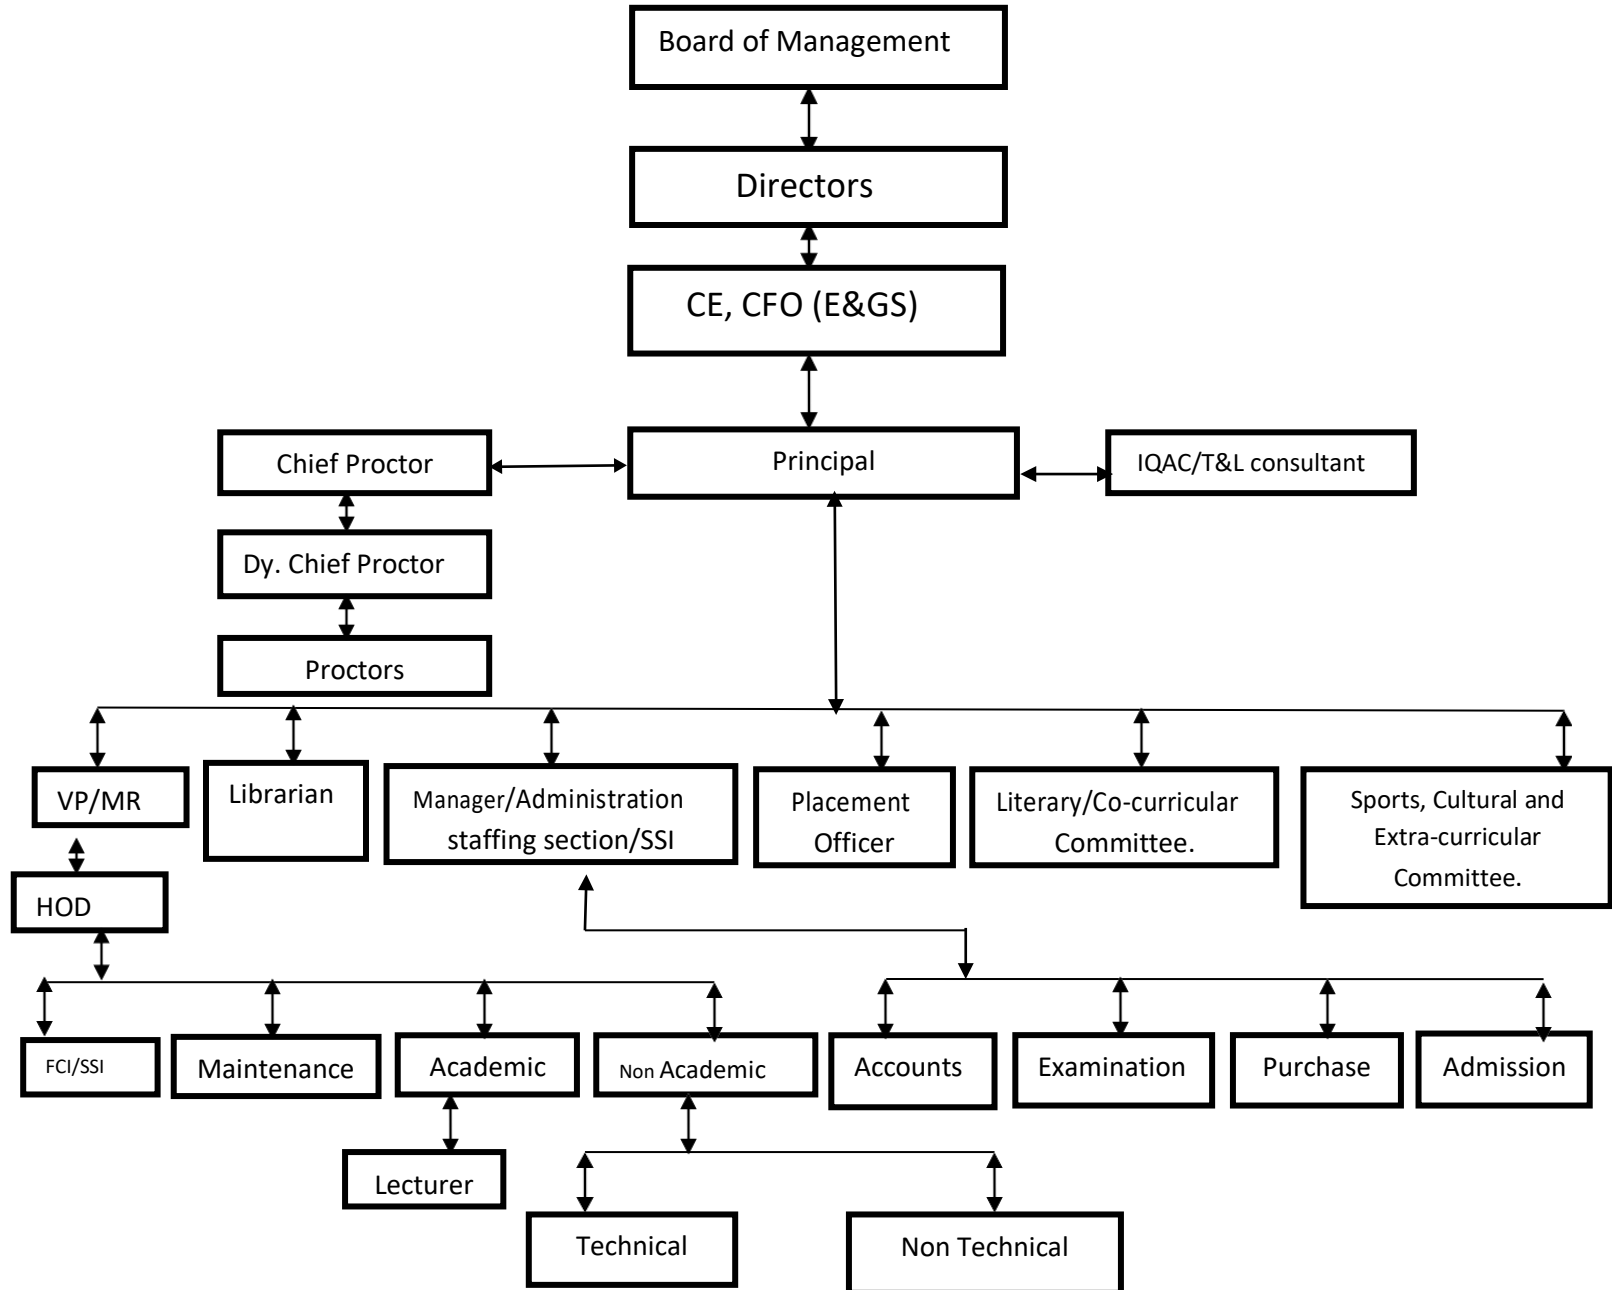 Board of Management
Directors
CE, CFO (E&GS)
Chief Proctor
Principal
IQAC/T&L consultant
Dy. Chief Proctor
Proctors
VP/MR
Librarian
Manager/Administration
staffing section/SSI
Placement
Officer
Literary/Co-curricular
Committee.
Sports, Cultural and
Extra-curricular
Committee.
HOD
FCI/SSI
Maintenance
Academic
Non Academic
Accounts
Examination
Purchase
Admission
Lecturer
Technical
Non Technical